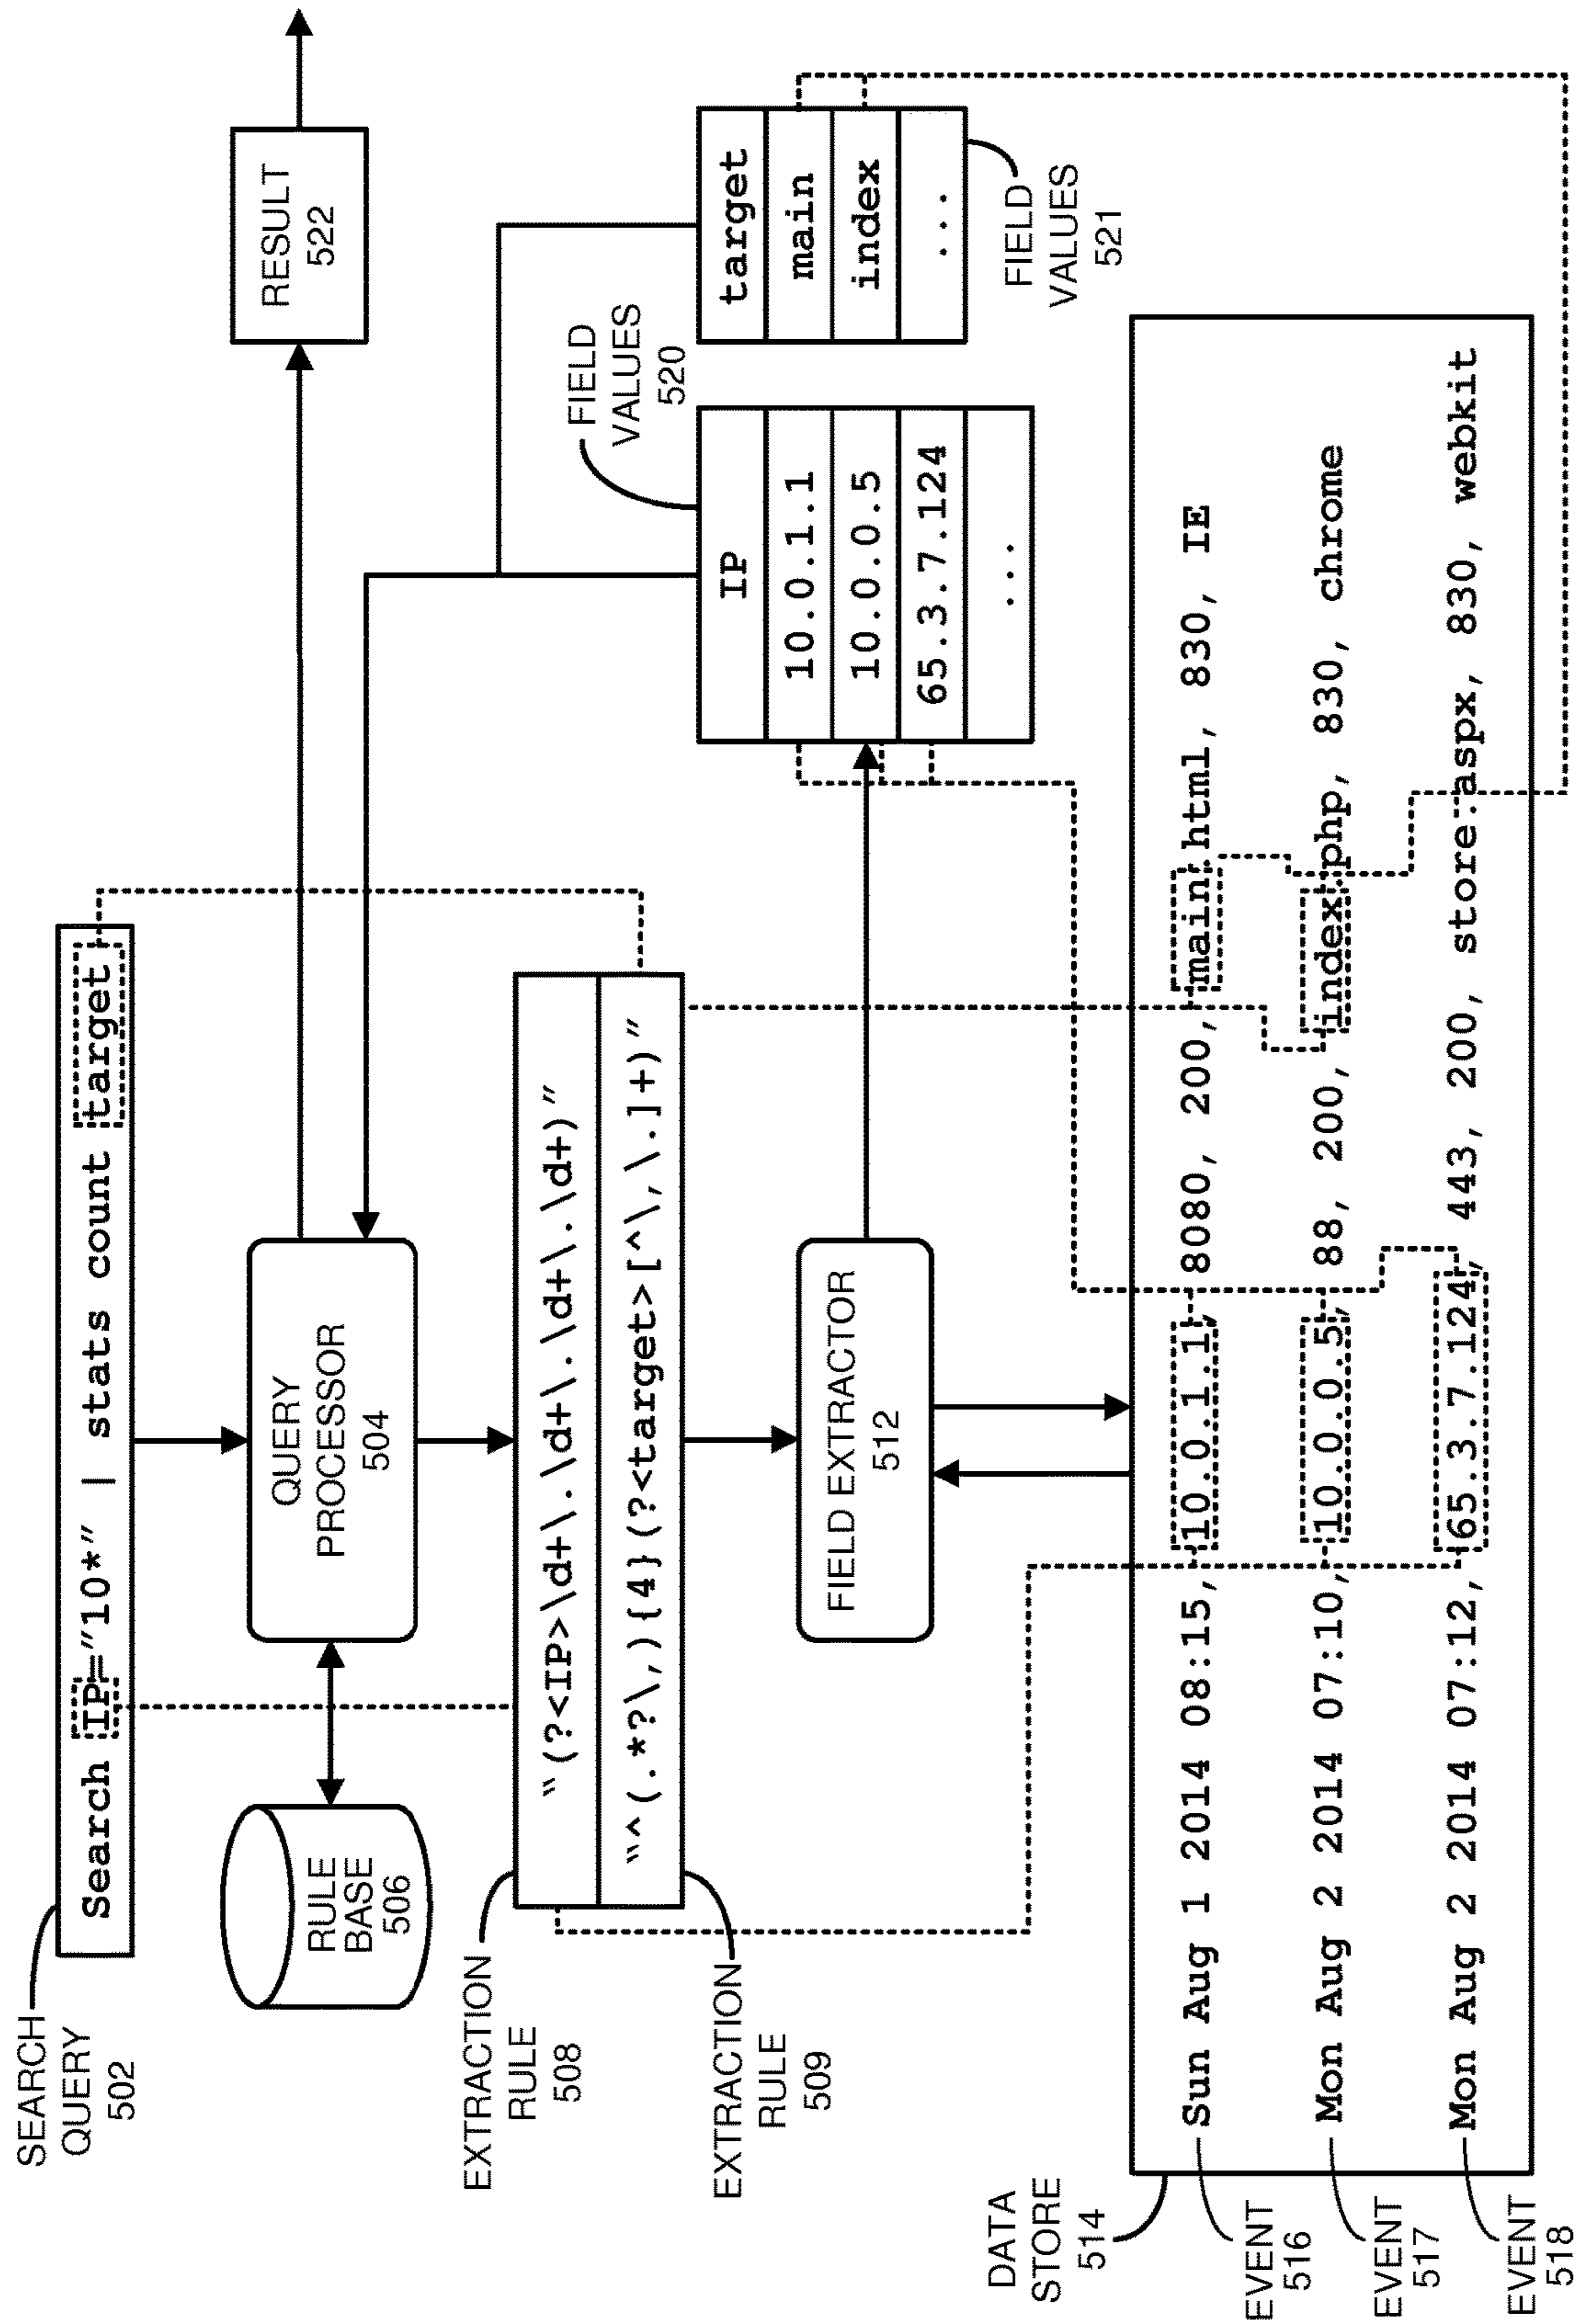 SEARCH
QUERY
502
Search IP="10*" | stats count target
RULE
BASE
506
QUERY
PROCESSOR
504
RESULT
522
EXTRACTION
RULE
508
"(?<IP>\d+\.\d+\.\d+\.\d+)"
"^(.*?\,){4}(?<target>[^\,\.]+)"
EXTRACTION
RULE
509
FIELD EXTRACTOR
512
FIELD
VALUES
520
IP
10.0.1.1
10.0.0.5
65.3.7.124
...
target
main
index
...
FIELD
VALUES
521
DATA
STORE
514
EVENT
516
Sun Aug 1 2014 08:15, 10.0.1.1, 8080, 200, main.html, 830, IE
EVENT
517
Mon Aug 2 2014 07:10, 10.0.0.5, 88, 200, index.php, 830, chrome
EVENT
518
Mon Aug 2 2014 07:12, 65.3.7.124, 443, 200, store.aspx, 830, webkit